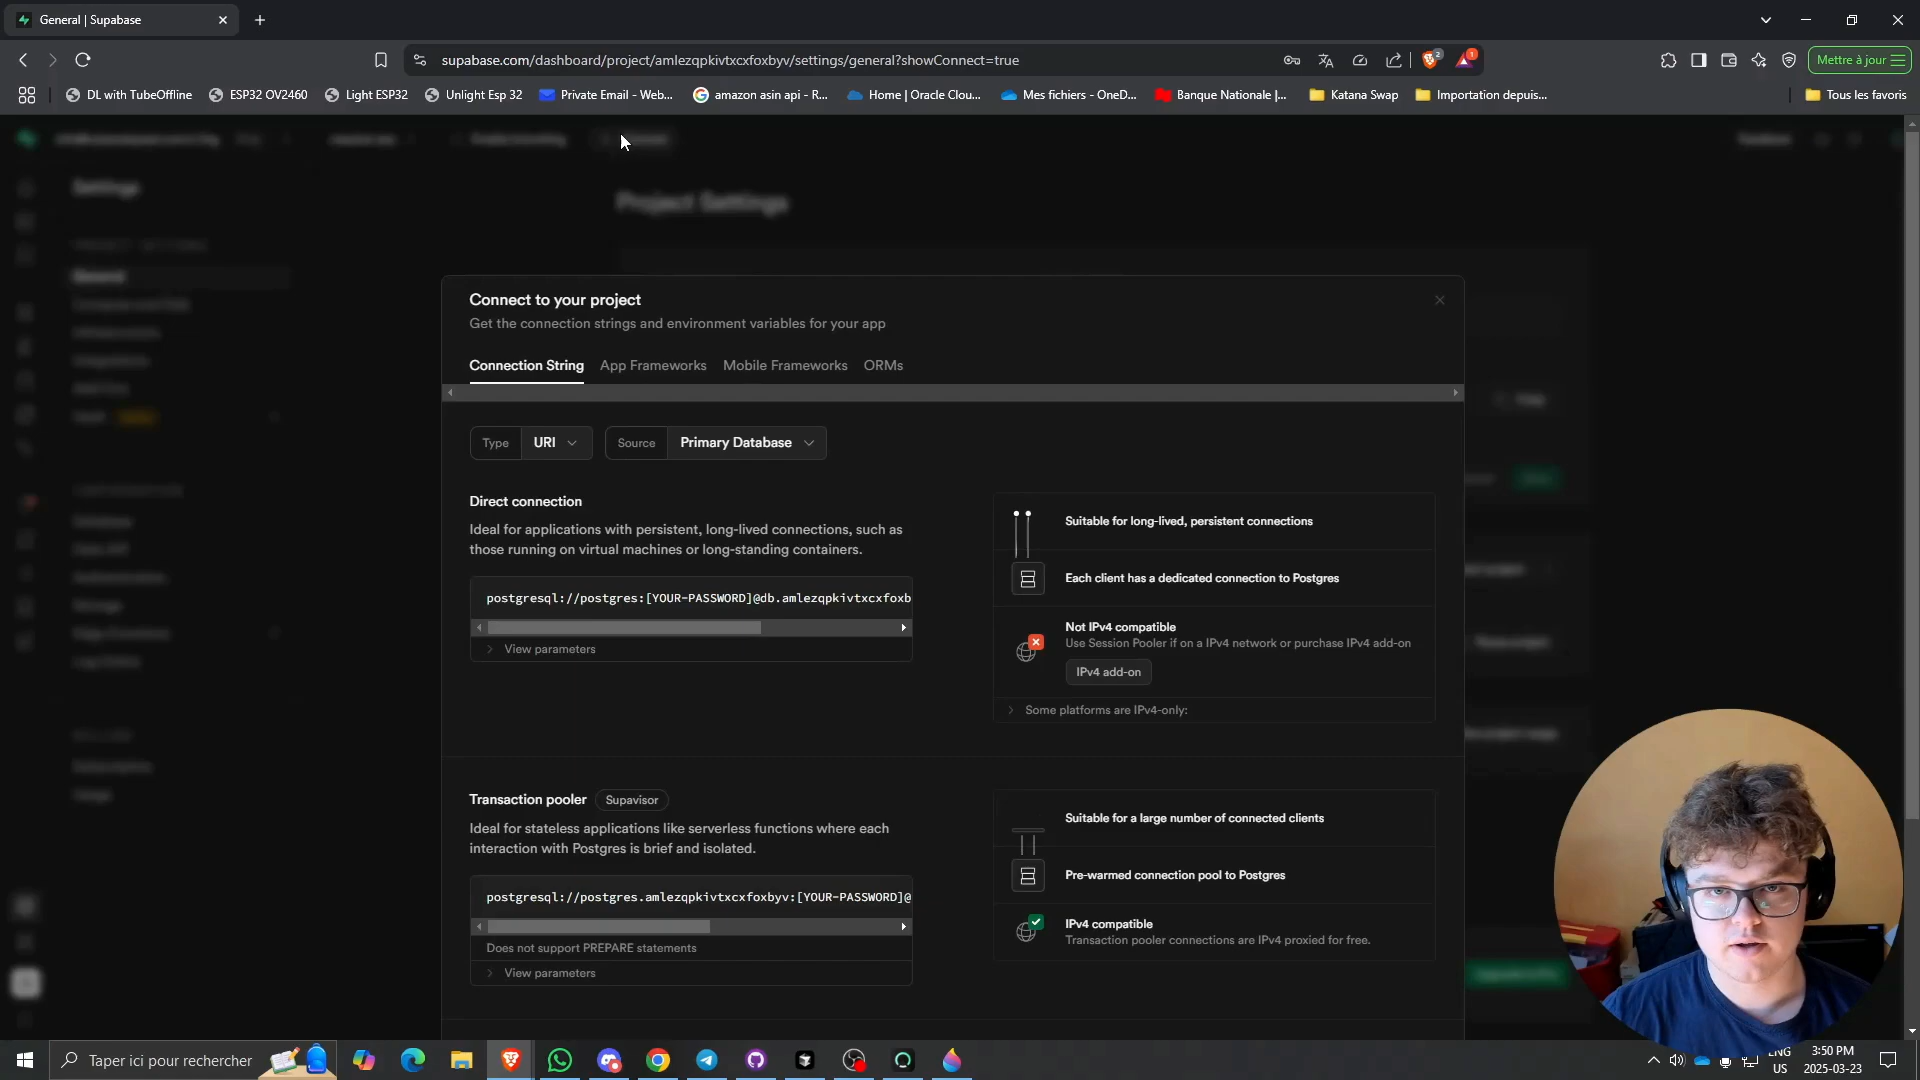 General | Supabase
supabase.com/dashboard/project/amlezqpkivtxcxfoxbyv/settings/general?showConnect=true
2
1
Mettre à jour
DL with TubeOffline
ESP32 OV2460
Light ESP32
Unlight Esp 32
Private Email - Web...
amazon asin api - R...
Home | Oracle Clou...
Mes fichiers - OneD...
Banque Nationale |...
Katana Swap
Importation depuis...
Tous les favoris
Settings
Project Settings
General
Connect to your project
Get the connection strings and environment variables for your app
Connection String
App Frameworks
Mobile Frameworks
ORMs
Type
URI
Source
Primary Database
Direct connection
Ideal for applications with persistent, long-lived connections, such as
those running on virtual machines or long-standing containers.
postgresql://postgres:[YOUR-PASSWORD]@db.amlezqpkivtxcxfoxb
View parameters
Suitable for long-lived, persistent connections
Each client has a dedicated connection to Postgres
Not IPv4 compatible
Use Session Pooler if on a IPv4 network or purchase IPv4 add-on
IPv4 add-on
Some platforms are IPv4-only:
Transaction pooler
Supavisor
Ideal for stateless applications like serverless functions where each
interaction with Postgres is brief and isolated.
postgresql://postgres.amlezqpkivtxcxfoxbyv:[YOUR-PASSWORD]@
Does not support PREPARE statements
View parameters
Suitable for a large number of connected clients
Pre-warmed connection pool to Postgres
IPv4 compatible
Transaction pooler connections are IPv4 proxied for free.
Taper ici pour rechercher
ENG
US
3:50 PM
2025-03-23